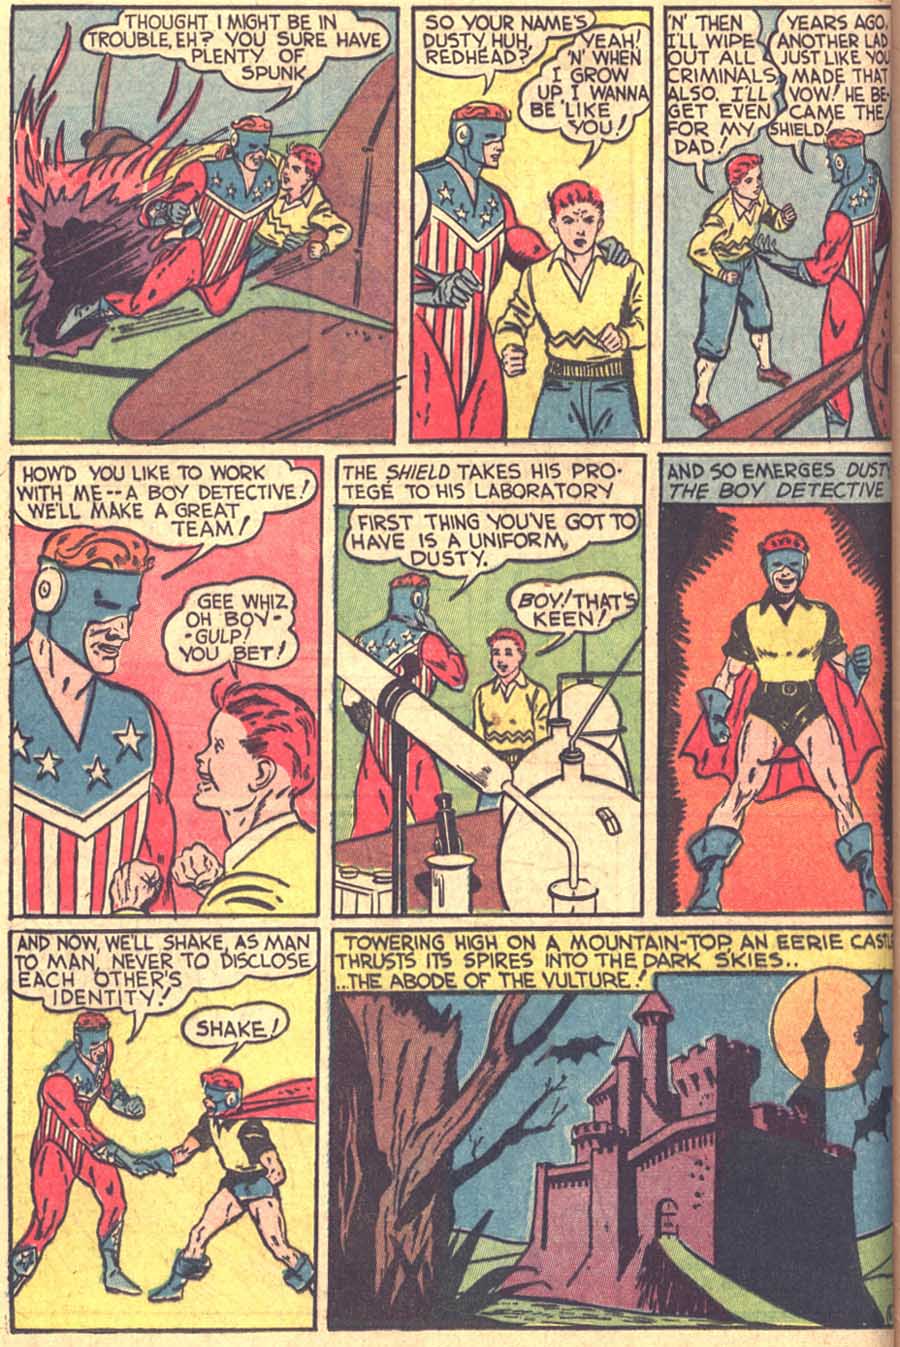 THOUGHT I MIGHT BE IN
TROUBLE, EH? YOU SURE HAVE
PLENTY OF
SPUNK
SO YOUR NAME'S
DUSTY, HUH,
REDHEAD?
YEAH!
'N' WHEN
I GROW
UP, I WANNA
BE LIKE
YOU!
'N' THEN
I'LL WIPE
OUT ALL
CRIMINALS.
ALSO, I'LL
GET EVEN
FOR MY
DAD!
YEARS AGO,
ANOTHER LAD
JUST LIKE YOU
MADE THAT
VOW! HE BE-
CAME THE
SHIELD!
HOW'D YOU LIKE TO WORK
WITH ME--A BOY DETECTIVE!
WE'LL MAKE A GREAT
TEAM!
GEE WHIZ
OH BOY-
-GULP!
YOU BET!
THE SHIELD TAKES HIS PRO-
TEGE TO HIS LABORATORY
FIRST THING YOU'VE GOT TO
HAVE IS A UNIFORM,
DUSTY.
BOY! THAT'S
KEEN!
AND SO EMERGES DUSTY
THE BOY DETECTIVE
AND NOW, WE'LL SHAKE, AS MAN
TO MAN, NEVER TO DISCLOSE
EACH OTHER'S
IDENTITY!
SHAKE!
TOWERING HIGH ON A MOUNTAIN-TOP AN EERIE CASTLE
THRUSTS ITS SPIRES INTO THE DARK SKIES..
...THE ABODE OF THE VULTURE!